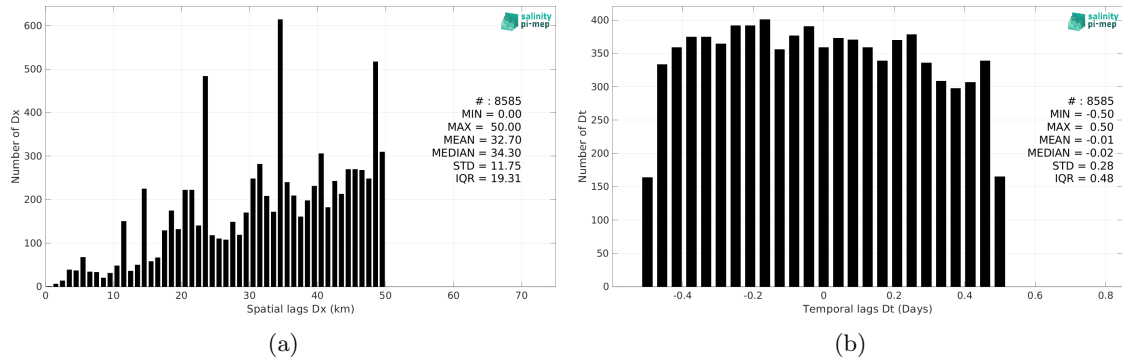 600
500
400
300
200
100
0
Number of Dx
0 10 20 30 40 50 60 70
Spatial lags Dx (km)
salinity
pi-mep
# : 8585
MIN = 0.00
MAX = 50.00
MEAN = 32.70
MEDIAN = 34.30
STD = 11.75
IQR = 19.31
(a)
400
350
300
250
200
150
100
50
0
Number of Dt
-0.4 -0.2 0 0.2 0.4 0.6 0.8
Temporal lags Dt (Days)
salinity
pi-mep
# : 8585
MIN = -0.50
MAX = 0.50
MEAN = -0.01
MEDIAN = -0.02
STD = 0.28
IQR = 0.48
(b)